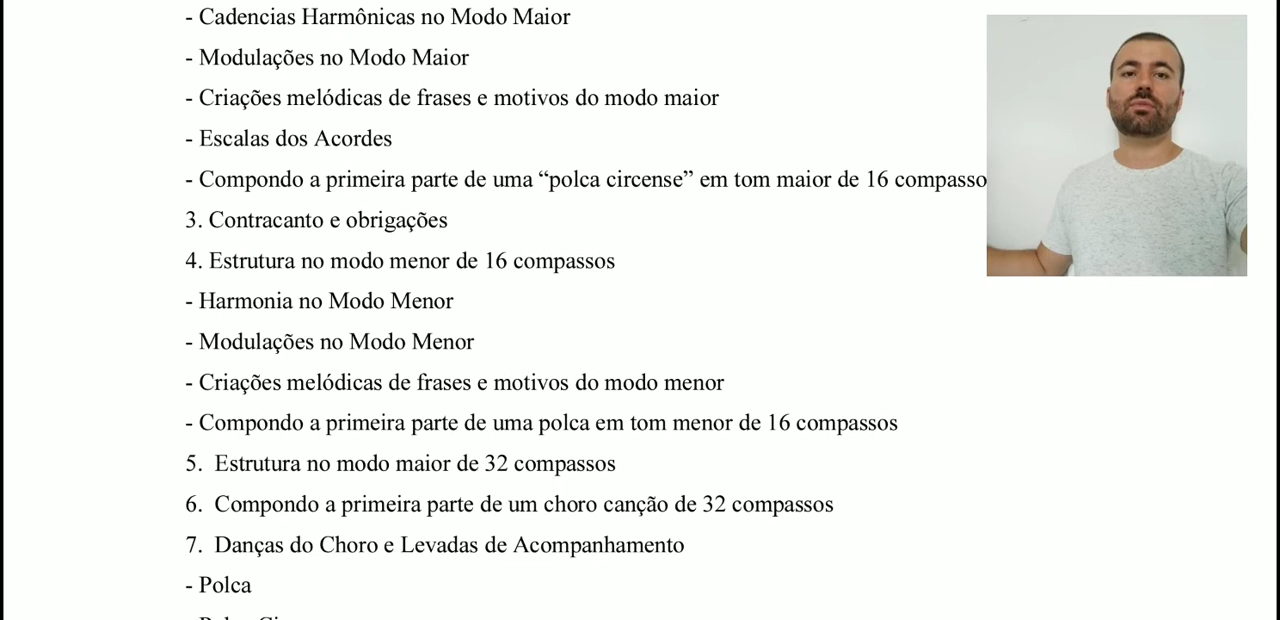 - Cadencias Harmônicas no Modo Maior
- Modulações no Modo Maior
- Criações melódicas de frases e motivos do modo maior
- Escalas dos Acordes
- Compondo a primeira parte de uma “polca circense” em tom maior de 16 compasso
3. Contracanto e obrigações
4. Estrutura no modo menor de 16 compassos
- Harmonia no Modo Menor
- Modulações no Modo Menor
- Criações melódicas de frases e motivos do modo menor
- Compondo a primeira parte de uma polca em tom menor de 16 compassos
5. Estrutura no modo maior de 32 compassos
6. Compondo a primeira parte de um choro canção de 32 compassos
7. Danças do Choro e Levadas de Acompanhamento
- Polca